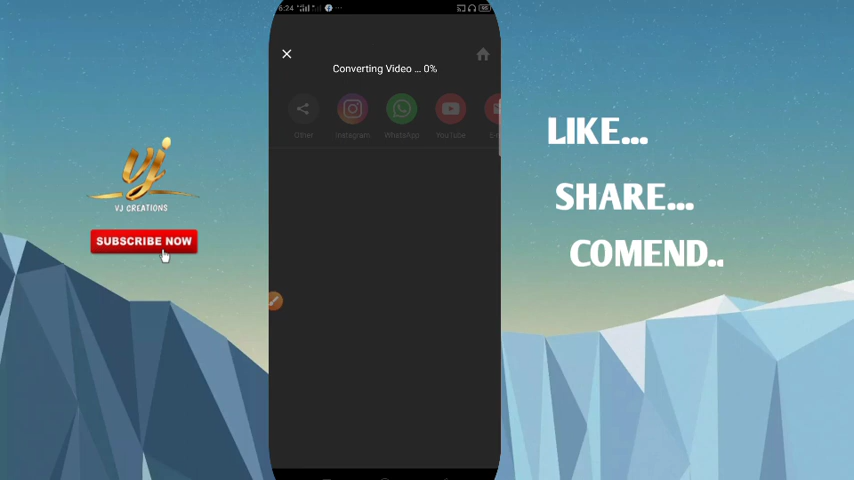 6:24
Converting Video ... 0%
Other Instagram WhatsApp YouTube
LIKE...
SHARE...
COMEND..
vj
VJ CREATIONS
SUBSCRIBE NOW